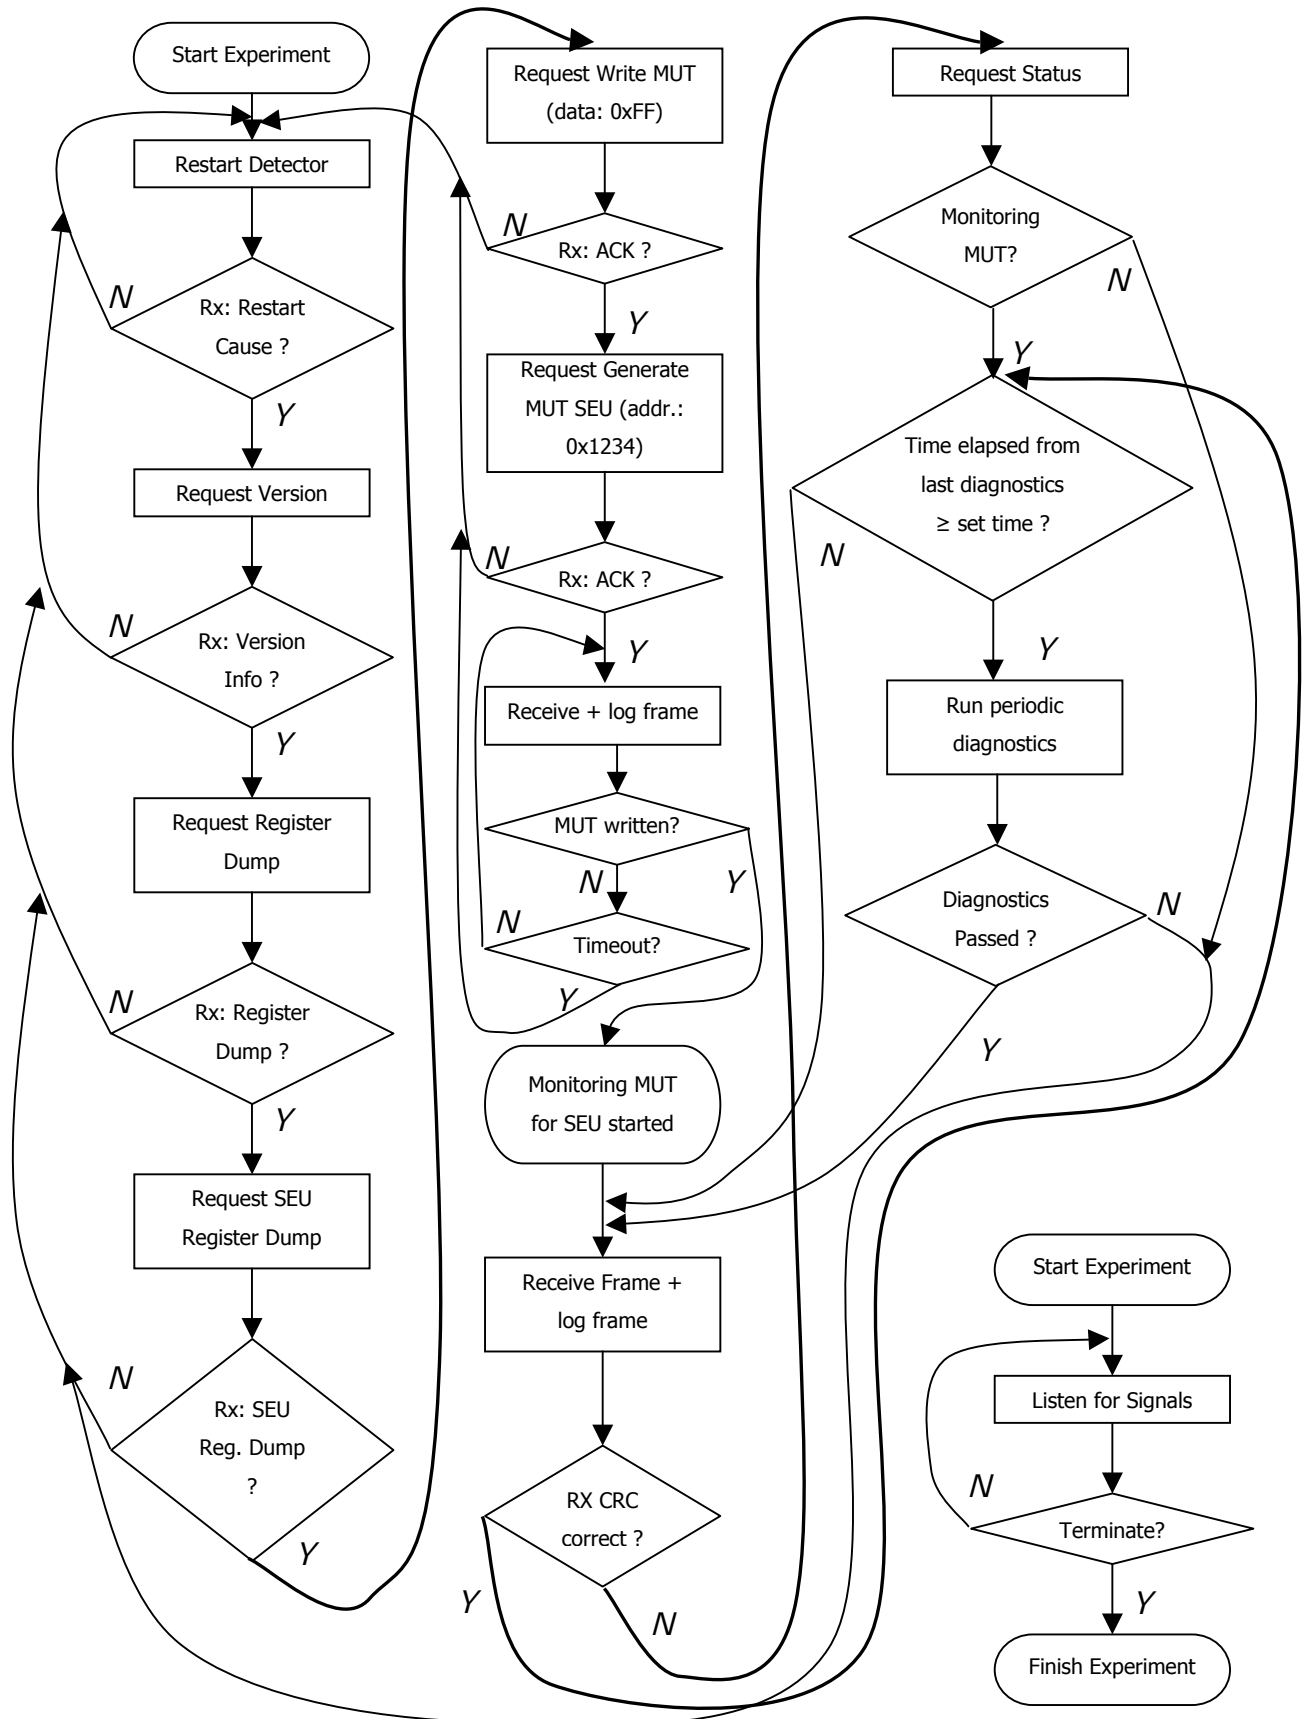 Start Experiment
Restart Detector
N
Rx: Restart
Cause ?
Y
Request Version
N
Rx: Version
Info ?
Y
Request Register
Dump
N
Rx: Register
Dump ?
Y
Request SEU
Register Dump
N
Rx: SEU
Reg. Dump
?
Y
Request Write MUT
(data: 0xFF)
N
Rx: ACK ?
Y
Request Generate
MUT SEU (addr.:
0x1234)
N
Rx: ACK ?
Y
Receive + log frame
MUT written?
N
Y
N
Timeout?
Y
Monitoring MUT
for SEU started
Receive Frame +
log frame
RX CRC
correct ?
Y
N
Request Status
Monitoring
MUT?
N
Y
Time elapsed from
last diagnostics
≥ set time ?
N
Y
Run periodic
diagnostics
Diagnostics
Passed ?
N
Y
Start Experiment
Listen for Signals
N
Terminate?
Y
Finish Experiment